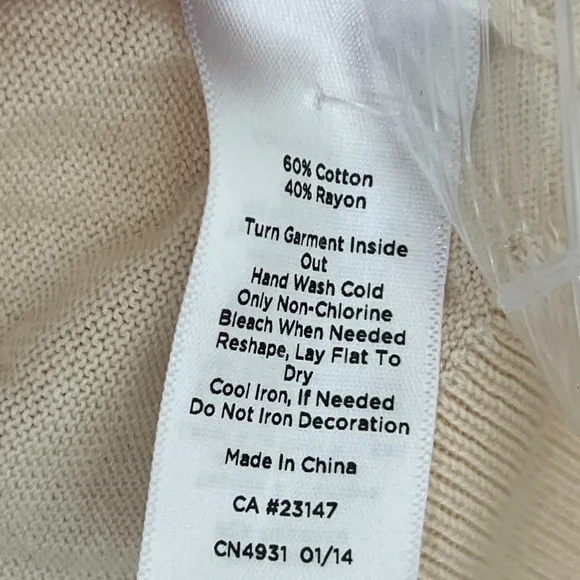 60% Cotton
40% Rayon
Turn Garment Inside
Out
Hand Wash Cold
Only Non-Chlorine
Bleach When Needed
Reshape, Lay Flat To
Dry
Cool Iron, If Needed
Do Not Iron Decoration
Made In China
CA #23147
CN4931 01/14